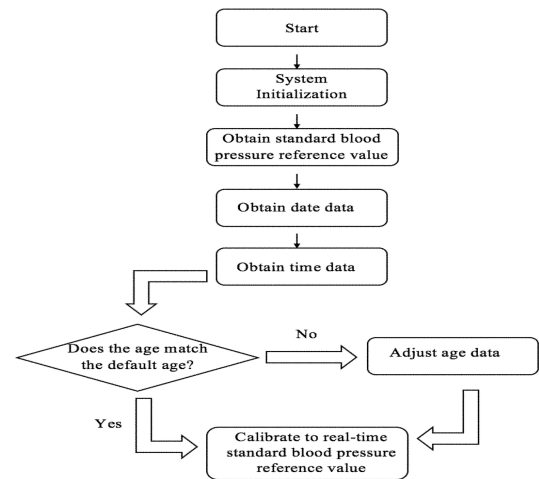 Start
System
Initialization
Obtain standard blood
pressure reference value
Obtain date data
Obtain time data
Does the age match
the default age?
No
Adjust age data
Yes
Calibrate to real-time
standard blood pressure
reference value